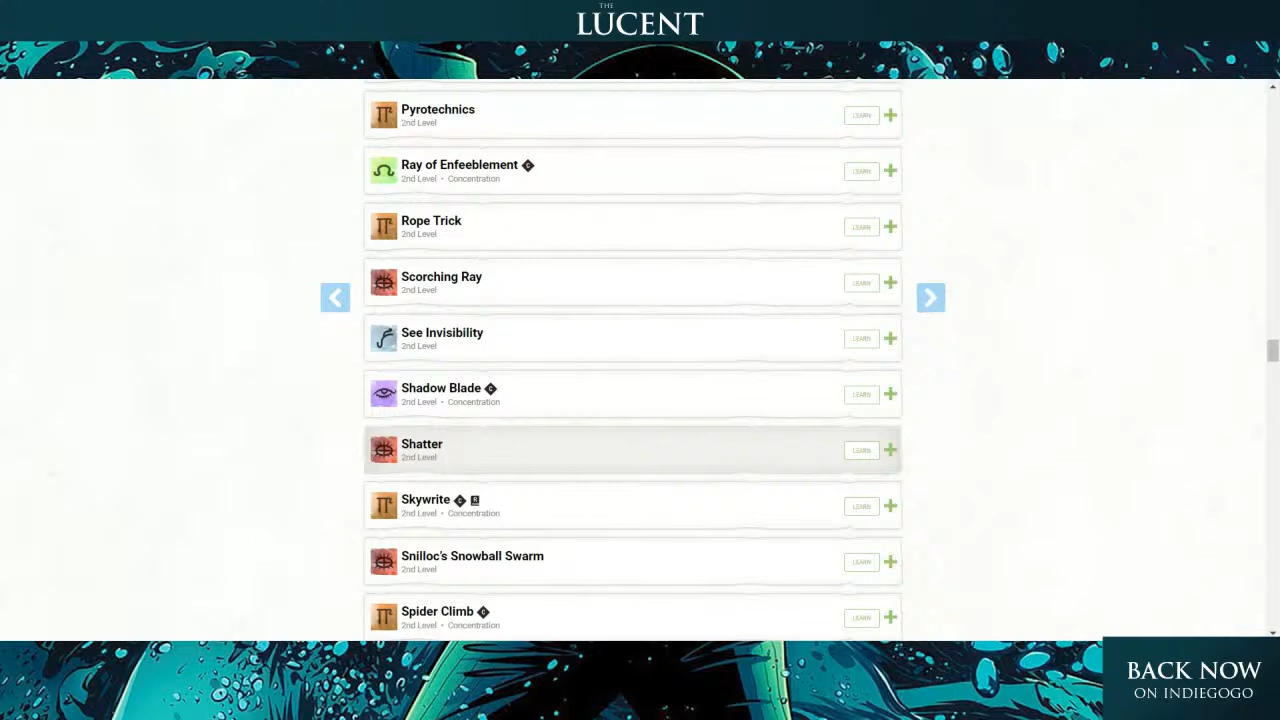 THE
LUCENT
Pyrotechnics
2nd Level
LEARN
Ray of Enfeeblement
2nd Level • Concentration
LEARN
Rope Trick
2nd Level
LEARN
Scorching Ray
2nd Level
LEARN
See Invisibility
2nd Level
LEARN
Shadow Blade
2nd Level • Concentration
LEARN
Shatter
2nd Level
LEARN
Skywrite
2nd Level • Concentration
LEARN
Snilloc's Snowball Swarm
2nd Level
LEARN
Spider Climb
2nd Level • Concentration
LEARN
BACK NOW
ON INDIEGOGO